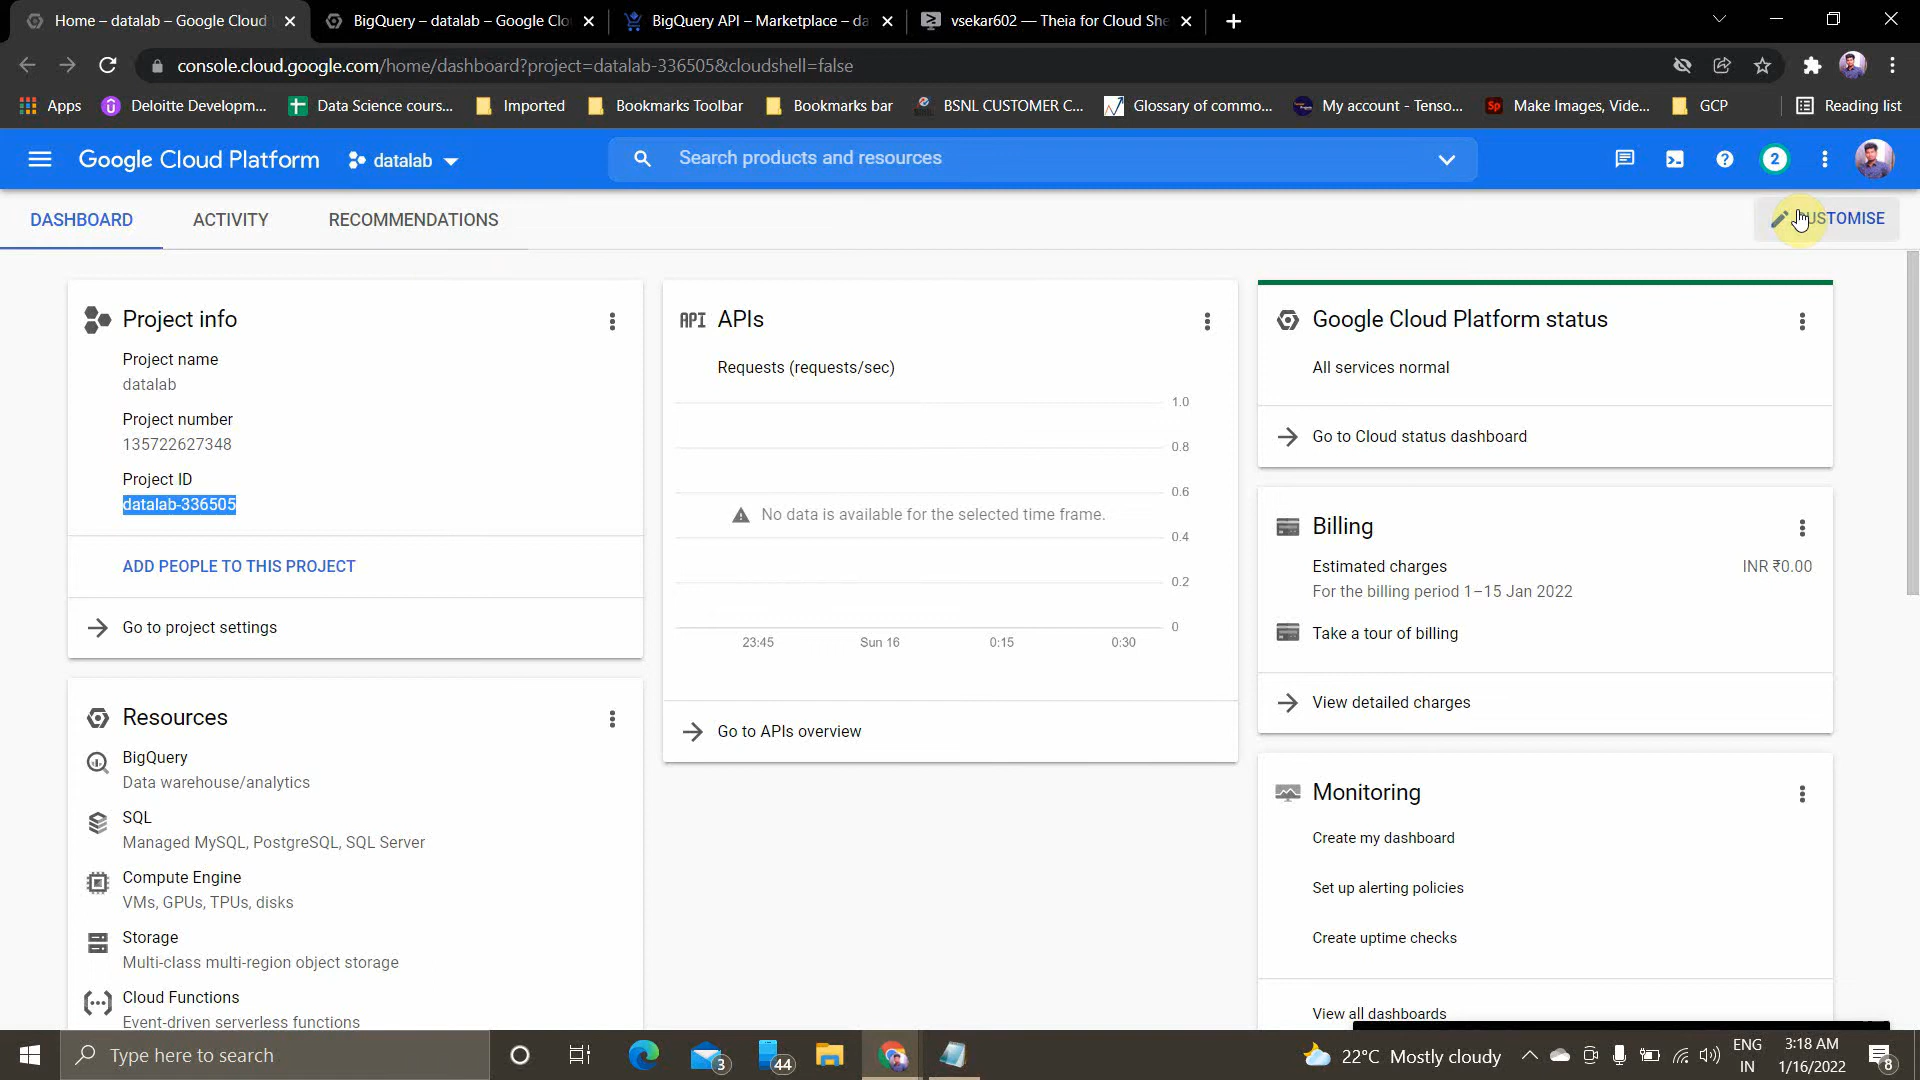 Home – datalab – Google Cloud
BigQuery – datalab – Google Clo
BigQuery API – Marketplace – da
vsekar602 — Theia for Cloud She
console.cloud.google.com/home/dashboard?project=datalab-336505&cloudshell=false
Apps
Deloitte Developm...
Data Science cours...
Imported
Bookmarks Toolbar
Bookmarks bar
BSNL CUSTOMER C...
Glossary of commo...
My account - Tenso...
Make Images, Vide...
GCP
Reading list
Google Cloud Platform
datalab
Search products and resources
2
DASHBOARD
ACTIVITY
RECOMMENDATIONS
CUSTOMISE
Project info
Project name
datalab
Project number
135722627348
Project ID
datalab-336505
ADD PEOPLE TO THIS PROJECT
Go to project settings
Resources
BigQuery
Data warehouse/analytics
SQL
Managed MySQL, PostgreSQL, SQL Server
Compute Engine
VMs, GPUs, TPUs, disks
Storage
Multi-class multi-region object storage
Cloud Functions
Event-driven serverless functions
API APIs
Requests (requests/sec)
1.0
0.8
0.6
No data is available for the selected time frame.
0.4
0.2
0
23:45 Sun 16 0:15 0:30
Go to APIs overview
Google Cloud Platform status
All services normal
Go to Cloud status dashboard
Billing
Estimated charges INR ₹0.00
For the billing period 1–15 Jan 2022
Take a tour of billing
View detailed charges
Monitoring
Create my dashboard
Set up alerting policies
Create uptime checks
View all dashboards
Type here to search
3
44
22°C Mostly cloudy
ENG
IN
3:18 AM
1/16/2022
8